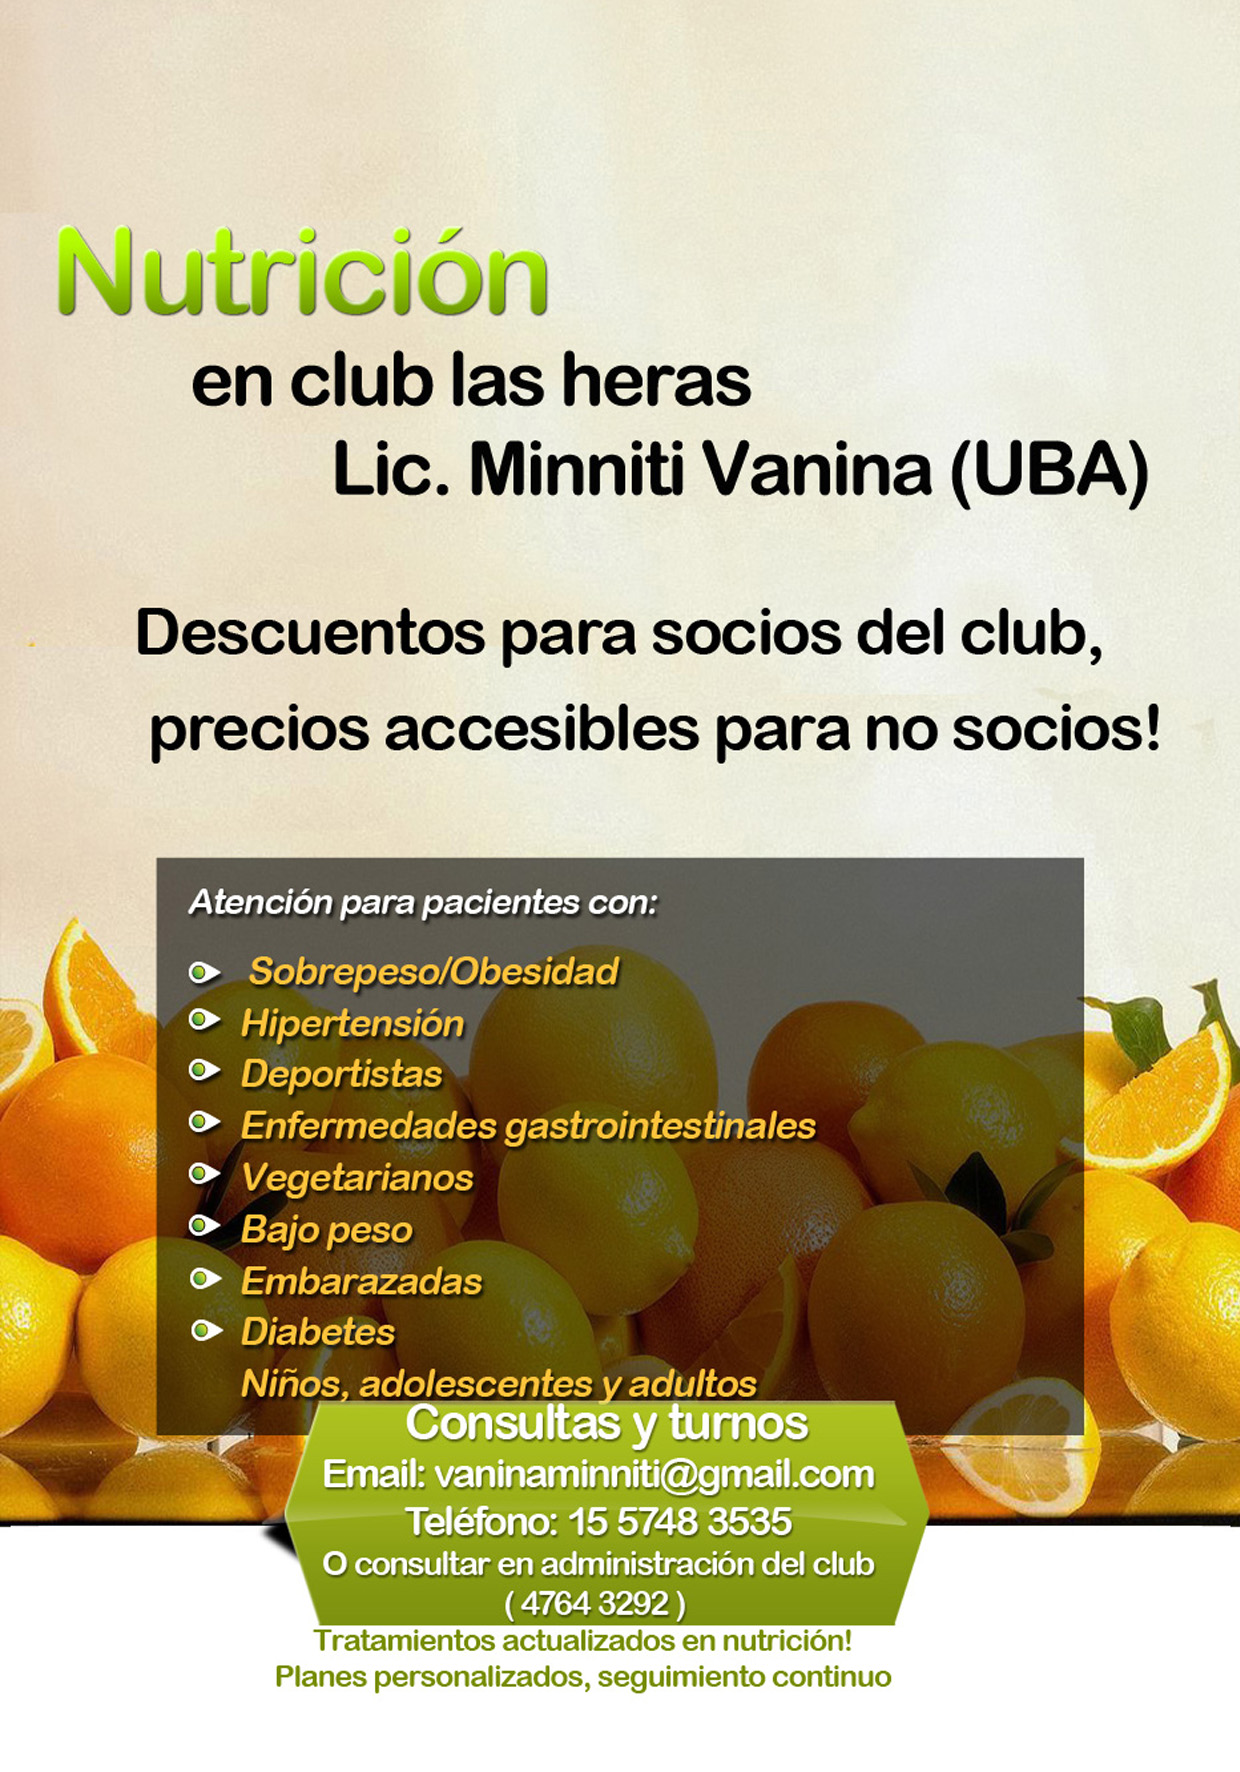 Nutrición
en club las heras
Lic. Minniti Vanina (UBA)
Descuentos para socios del club,
precios accesibles para no socios!
Atención para pacientes con:
Sobrepeso/Obesidad
Hipertensión
Deportistas
Enfermedades gastrointestinales
Vegetarianos
Bajo peso
Embarazadas
Diabetes
Niños, adolescentes y adultos
Consultas y turnos
Email: vaninaminniti@gmail.com
Teléfono: 15 5748 3535
O consultar en administración del club
( 4764 3292 )
Tratamientos actualizados en nutrición!
Planes personalizados, seguimiento continuo